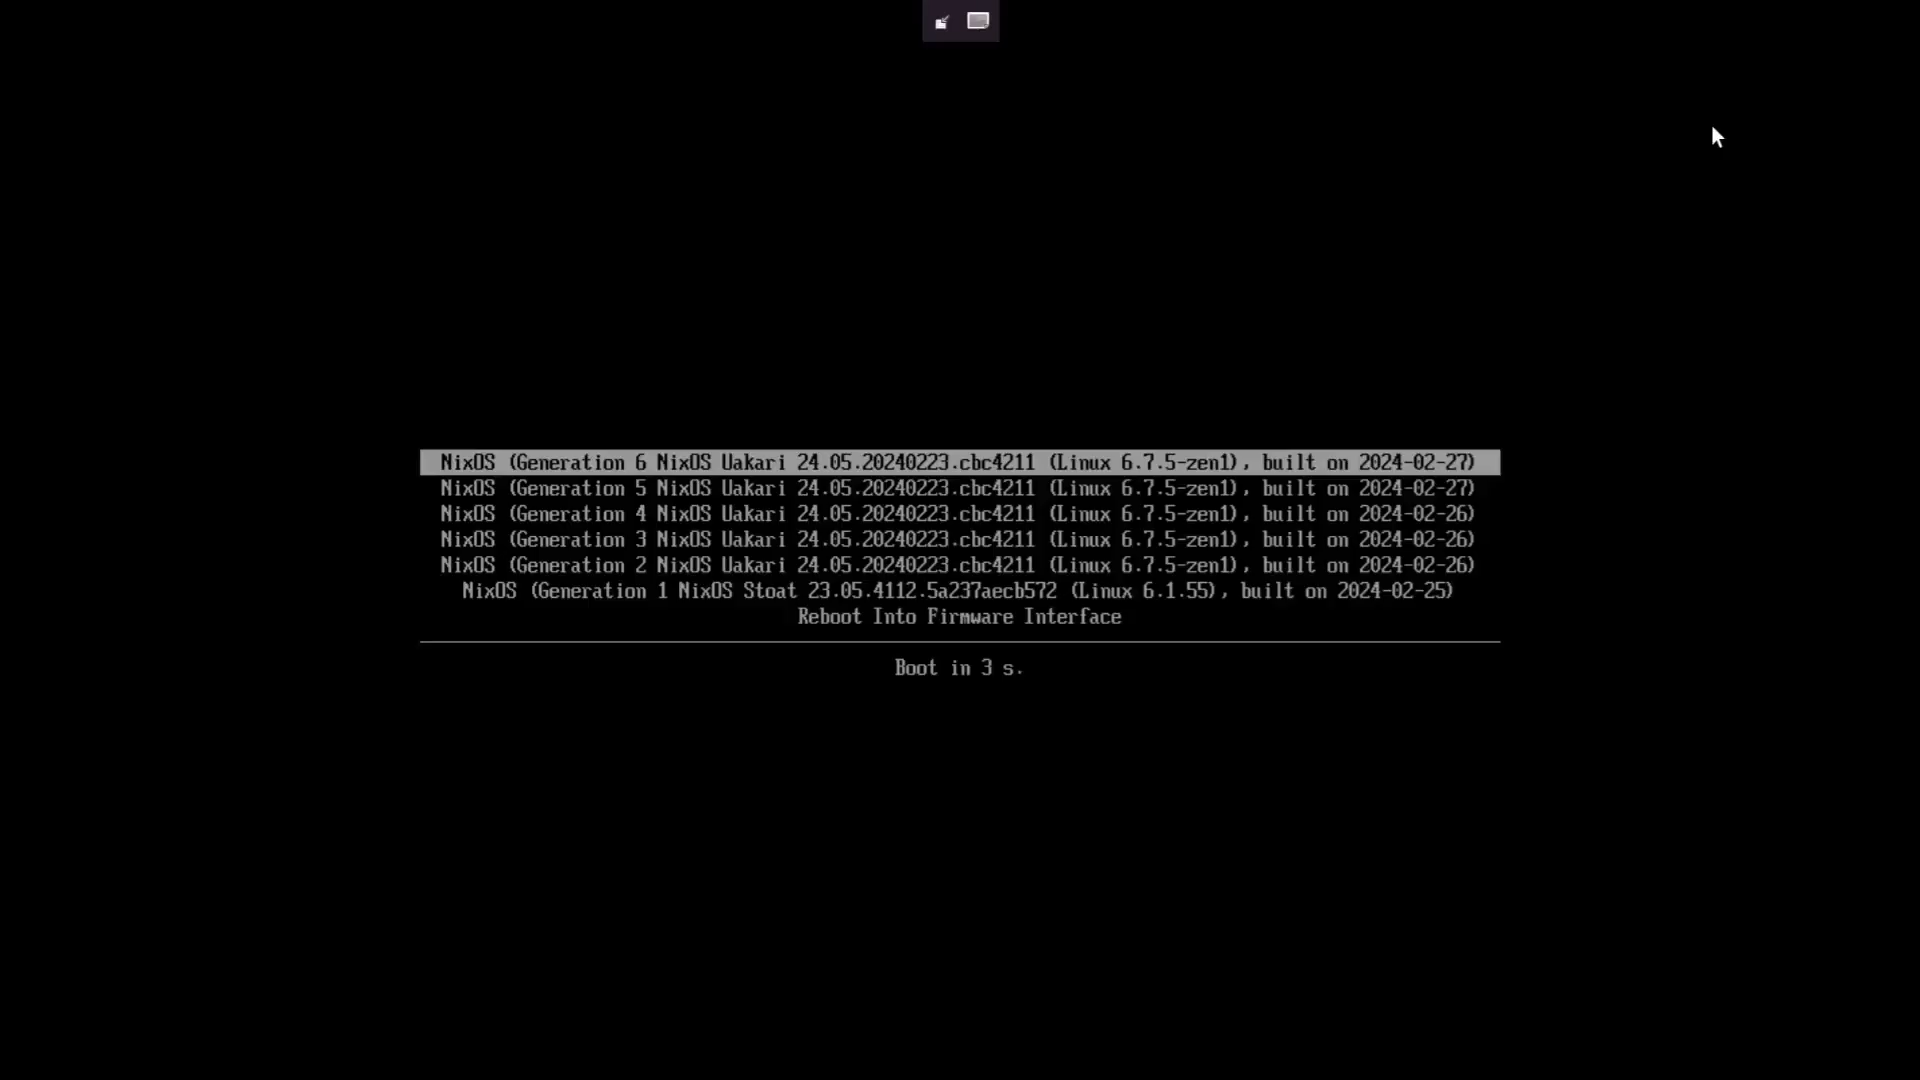 NixOS (Generation 6 NixOS Uakari 24.05.20240223.cbc4211 (Linux 6.7.5-zen1), built on 2024-02-27)
NixOS (Generation 5 NixOS Uakari 24.05.20240223.cbc4211 (Linux 6.7.5-zen1), built on 2024-02-27)
NixOS (Generation 4 NixOS Uakari 24.05.20240223.cbc4211 (Linux 6.7.5-zen1), built on 2024-02-26)
NixOS (Generation 3 NixOS Uakari 24.05.20240223.cbc4211 (Linux 6.7.5-zen1), built on 2024-02-26)
NixOS (Generation 2 NixOS Uakari 24.05.20240223.cbc4211 (Linux 6.7.5-zen1), built on 2024-02-26)
NixOS (Generation 1 NixOS Stoat 23.05.4112.5a237aecb572 (Linux 6.1.55), built on 2024-02-25)
Reboot Into Firmware Interface
Boot in 3 s.